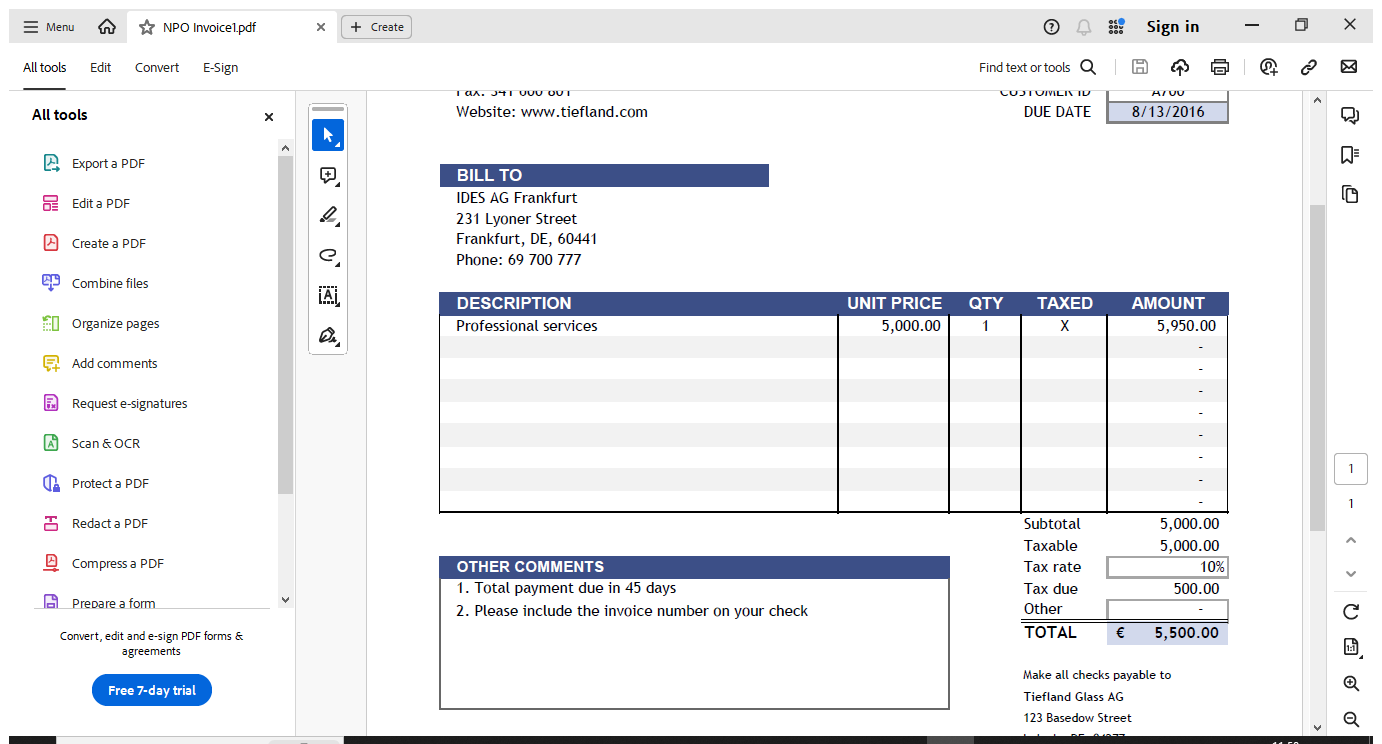 Menu
NPO Invoice1.pdf
Create
Sign in
All tools
Edit
Convert
E-Sign
Find text or tools
All tools
Export a PDF
Edit a PDF
Create a PDF
Combine files
Organize pages
Add comments
Request e-signatures
Scan & OCR
Protect a PDF
Redact a PDF
Compress a PDF
Prepare a form
Convert, edit and e-sign PDF forms &
agreements
Free 7-day trial
Fax: 341 600 801 CUSTOMER ID A700
Website: www.tiefland.com DUE DATE 8/13/2016
BILL TO
IDES AG Frankfurt
231 Lyoner Street
Frankfurt, DE, 60441
Phone: 69 700 777
DESCRIPTION UNIT PRICE QTY TAXED AMOUNT
Professional services 5,000.00 1 X 5,950.00
-
-
-
-
-
-
-
-
Subtotal 5,000.00
Taxable 5,000.00
Tax rate 10%
Tax due 500.00
Other -
TOTAL € 5,500.00
OTHER COMMENTS
1. Total payment due in 45 days
2. Please include the invoice number on your check
Make all checks payable to
Tiefland Glass AG
123 Basedow Street
1
1